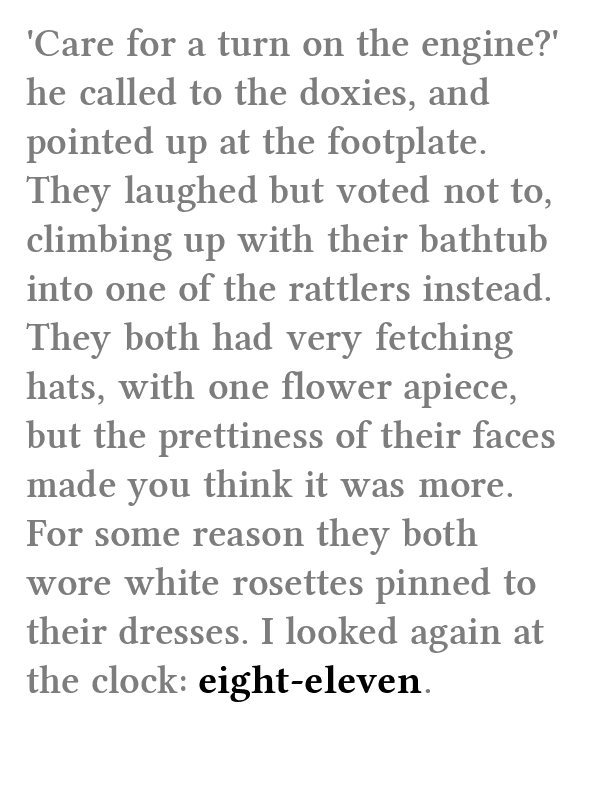 'Care for a turn on the engine?'
he called to the doxies, and
pointed up at the footplate.
They laughed but voted not to,
climbing up with their bathtub
into one of the rattlers instead.
They both had very fetching
hats, with one flower apiece,
but the prettiness of their faces
made you think it was more.
For some reason they both
wore white rosettes pinned to
their dresses. I looked again at
the clock: eight-eleven.